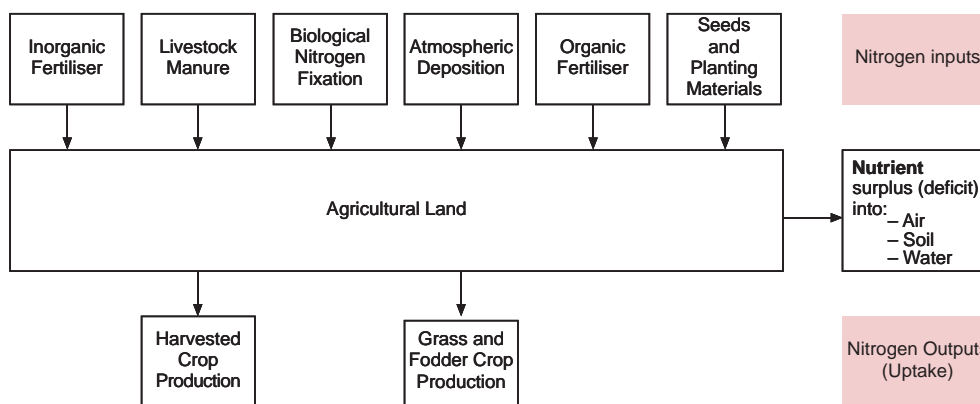 Inorganic
Fertiliser
Livestock
Manure
Biological
Nitrogen
Fixation
Atmospheric
Deposition
Organic
Fertiliser
Seeds
and
Planting
Materials
Nitrogen inputs
Agricultural Land
Nutrient
surplus (deficit)
into:
– Air
– Soil
– Water
Harvested
Crop
Production
Grass and
Fodder Crop
Production
Nitrogen Outputs
(Uptake)